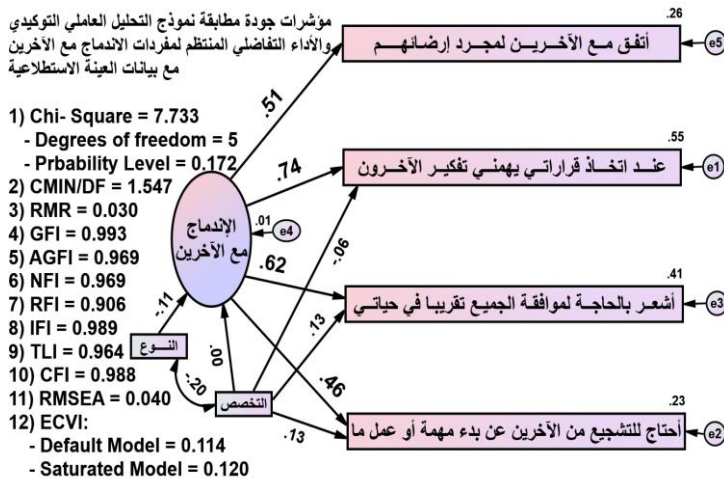 مؤشرات جودة مطابقة نموذج التحليل العاملي التوكيدي
والأداء التفاضلي المنتظم لمفردات الاندماج مع الآخرين
مع بيانات العينة الاستطلاعية
1) Chi- Square = 7.733
- Degrees of freedom = 5
- Prbability Level = 0.172
2) CMIN/DF = 1.547
3) RMR = 0.030
4) GFI = 0.993
5) AGFI = 0.969
6) NFI = 0.969
7) RFI = 0.906
8) IFI = 0.989
9) TLI = 0.964
10) CFI = 0.988
11) RMSEA = 0.040
12) ECVI:
- Default Model = 0.114
- Saturated Model = 0.120
الإندماج
مع الآخرين
.01
e4
النـــوع
التخصص
-.11
-.20
.00
.51
.74
.62
.46
-.06
.13
.13
.26
أتفق مع الآخرين لمجرد إرضائهم
e5
.55
عند اتخاذ قراراتي يهمني تفكير الآخرون
e1
.41
أشعر بالحاجة لموافقة الجميع تقريبا في حياتي
e3
.23
أحتاج للتشجيع من الآخرين عن بدء مهمة أو عمل ما
e2